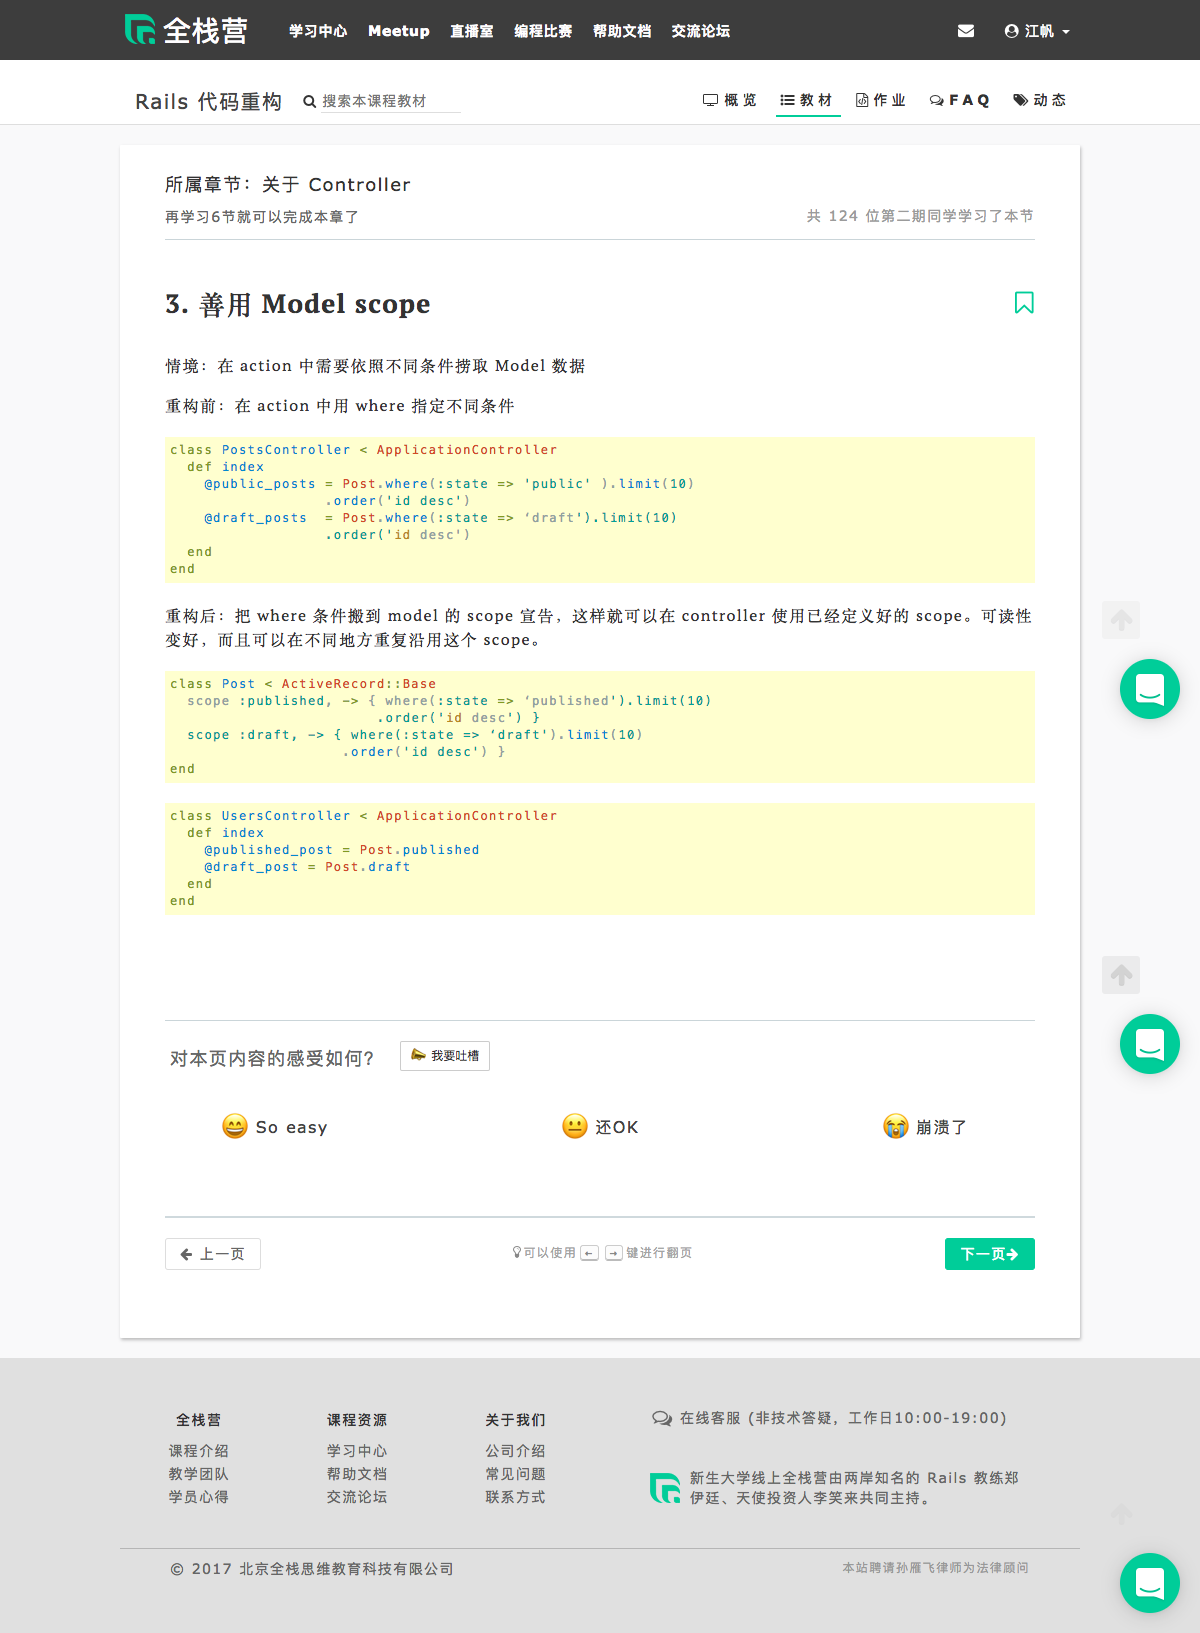 全栈营 学习中心 Meetup 直播室 编程比赛 帮助文档 交流论坛 江帆
Rails 代码重构 搜索本课程教材 概览 教材 作业 FAQ 动态
所属章节：关于 Controller
再学习6节就可以完成本章了 共 124 位第二期同学学习了本节
3. 善用 Model scope
情境：在 action 中需要依照不同条件捞取 Model 数据
重构前：在 action 中用 where 指定不同条件
class PostsController < ApplicationController
  def index
    @public_posts = Post.where(:state => 'public' ).limit(10)
                  .order('id desc')
    @draft_posts  = Post.where(:state => ‘draft').limit(10)
                  .order('id desc')
  end
end
重构后：把 where 条件搬到 model 的 scope 宣告，这样就可以在 controller 使用已经定义好的 scope。可读性
变好，而且可以在不同地方重复沿用这个 scope。
class Post < ActiveRecord::Base
  scope :published, -> { where(:state => ‘published').limit(10)
                        .order('id desc') }
  scope :draft, -> { where(:state => ‘draft').limit(10)
                    .order('id desc') }
end
class UsersController < ApplicationController
  def index
    @published_post = Post.published
    @draft_post = Post.draft
  end
end
对本页内容的感受如何? 我要吐槽
So easy 还OK 崩溃了
上一页 可以使用 ← → 键进行翻页 下一页
全栈营 课程资源 关于我们 在线客服 (非技术答疑，工作日10:00-19:00)
课程介绍 学习中心 公司介绍
教学团队 帮助文档 常见问题 新生大学线上全栈营由两岸知名的 Rails 教练郑
学员心得 交流论坛 联系方式 伊廷、天使投资人李笑来共同主持。
© 2017 北京全栈思维教育科技有限公司 本站聘请孙雁飞律师为法律顾问